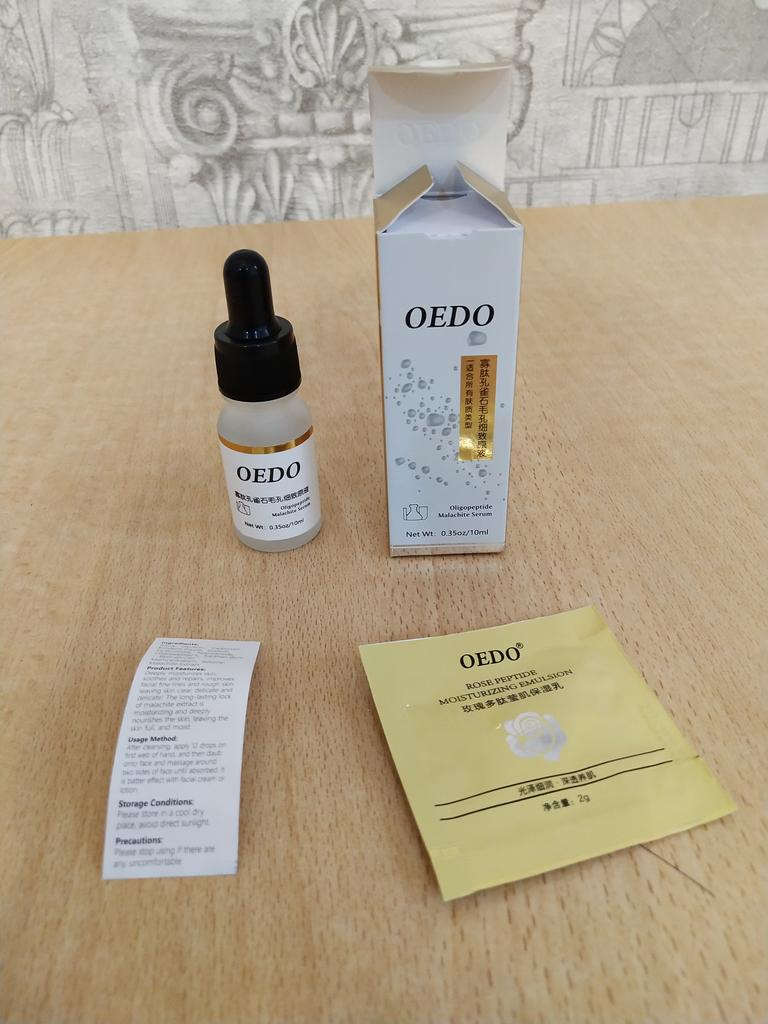 OEDO
寡肽孔雀石毛孔细致原液
Oligopeptide
Malachite Serum
Net Wt: 0.35oz/10ml
OEDO
寡肽孔雀石毛孔细致原液
—适合所有肤质类型
Oligopeptide
Malachite Serum
Net Wt: 0.35oz/10ml
Ingredients:
Malachite Extract
Product Features:
Deeply moisturizes skin,
soothes and repairs, improves
facial fine lines and rough skin,
leaving skin clear, delicate and
delicate! The long-lasting lock
of malachite extract is
moisturizing and deeply
nourishes the skin, leaving the
skin full, and moist.
Usage Method:
After cleansing, apply 12 drops on
first web of hand, and then daub
onto face and massage around
two sides of face until absorbed. It
is batter effect with facial cream or
lotion.
Storage Conditions:
Please store in a cool dry
place, avoid direct sunlight.
Precautions:
Please stop using if there are
any uncomfortable.
OEDO®
ROSE PEPTIDE
MOISTURIZING EMULSION
玫瑰多肽莹肌保湿乳
光泽细润·深透养肌
净含量：2g